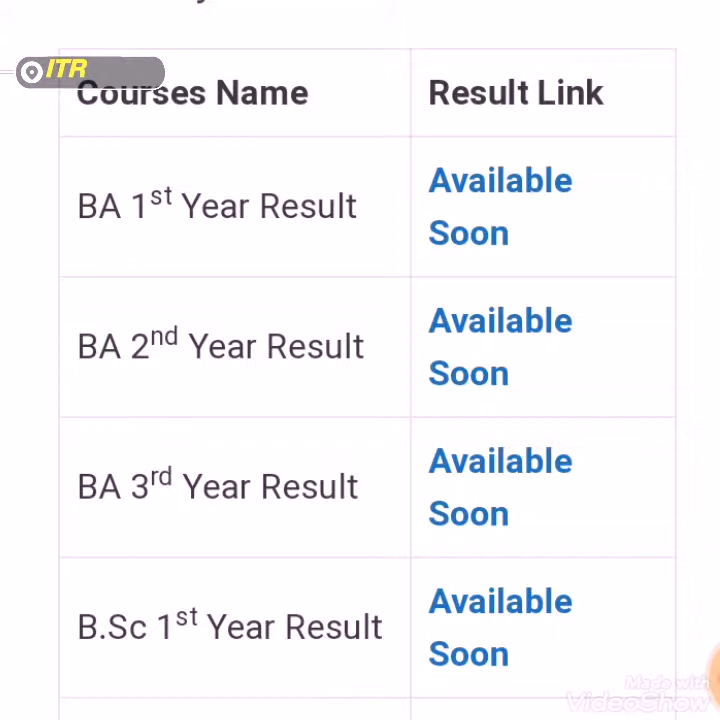 ITR
Courses Name
Result Link
BA 1st Year Result
Available
Soon
BA 2nd Year Result
Available
Soon
BA 3rd Year Result
Available
Soon
B.Sc 1st Year Result
Available
Soon
Made with
VideoShow